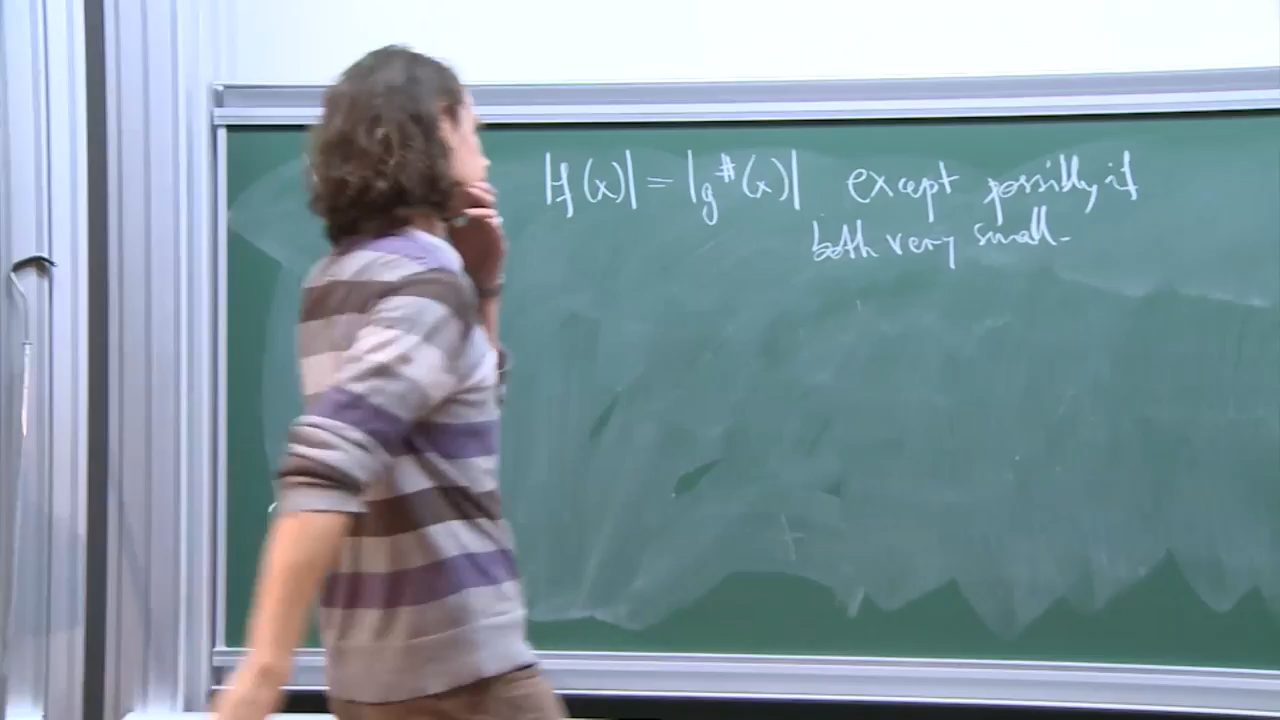 |f(x)| = |g^#(x)| except possibly if
both very small.